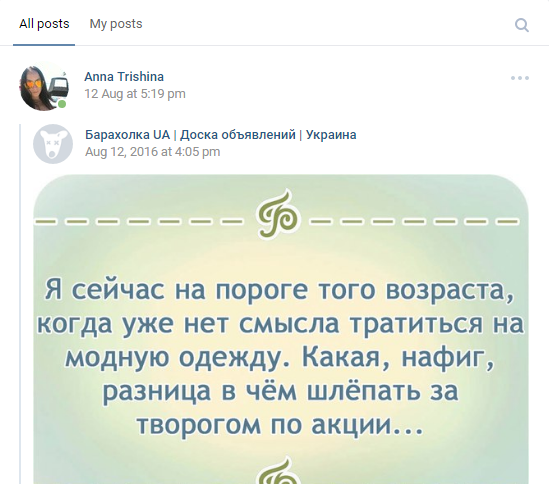 All posts My posts
Anna Trishina
12 Aug at 5:19 pm
Барахолка UA | Доска объявлений | Украина
Aug 12, 2016 at 4:05 pm
Я сейчас на пороге того возраста,
когда уже нет смысла тратиться на
модную одежду. Какая, нафиг,
разница в чём шлёпать за
творогом по акции...